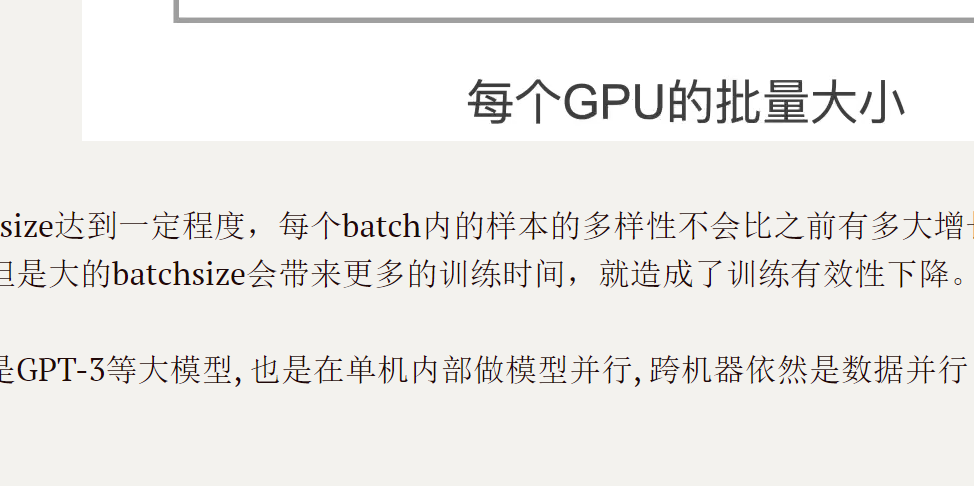 每个GPU的批量大小
size达到一定程度，每个batch内的样本的多样性不会比之前有多大增
但是大的batchsize会带来更多的训练时间，就造成了训练有效性下降。
是GPT-3等大模型, 也是在单机内部做模型并行, 跨机器依然是数据并行